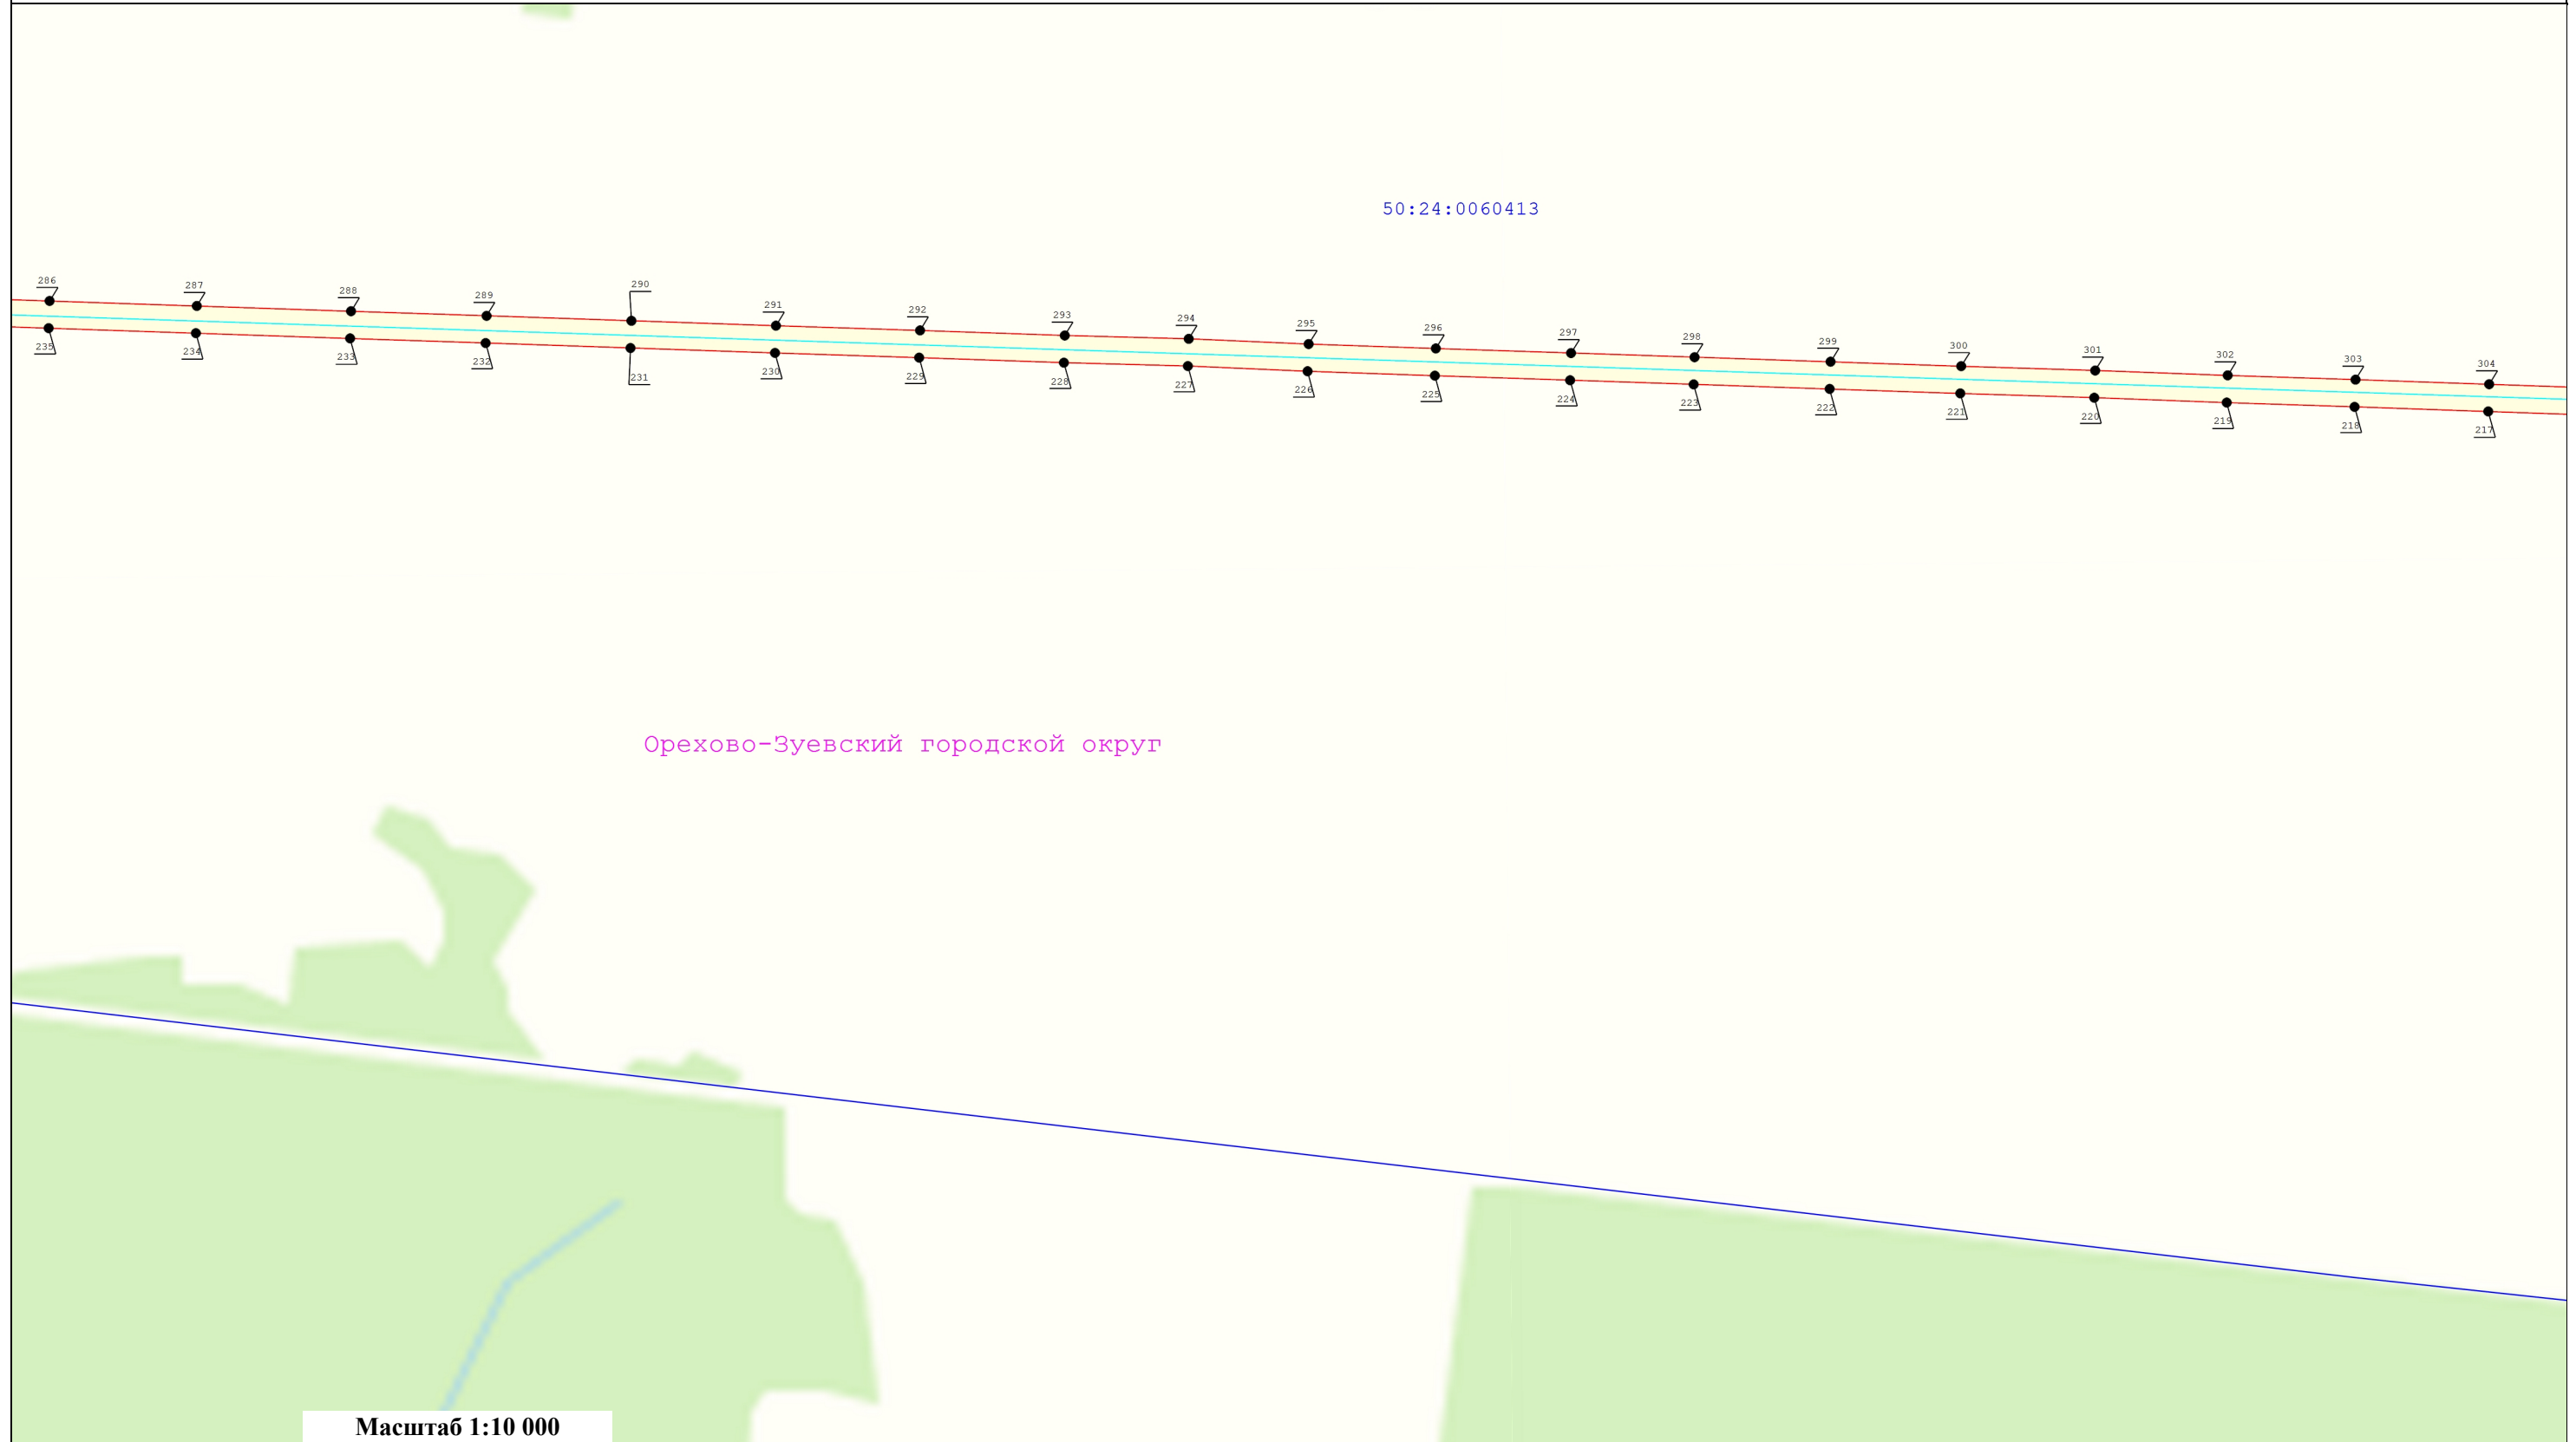 50:24:0060413
286 287 288 289 290 291 292 293 294 295 296 297 298 299 300 301 302 303 304
235 234 233 232 231 230 229 228 227 226 225 224 223 222 221 220 219 218 217
Орехово-Зуевский городской округ
Масштаб 1:10 000